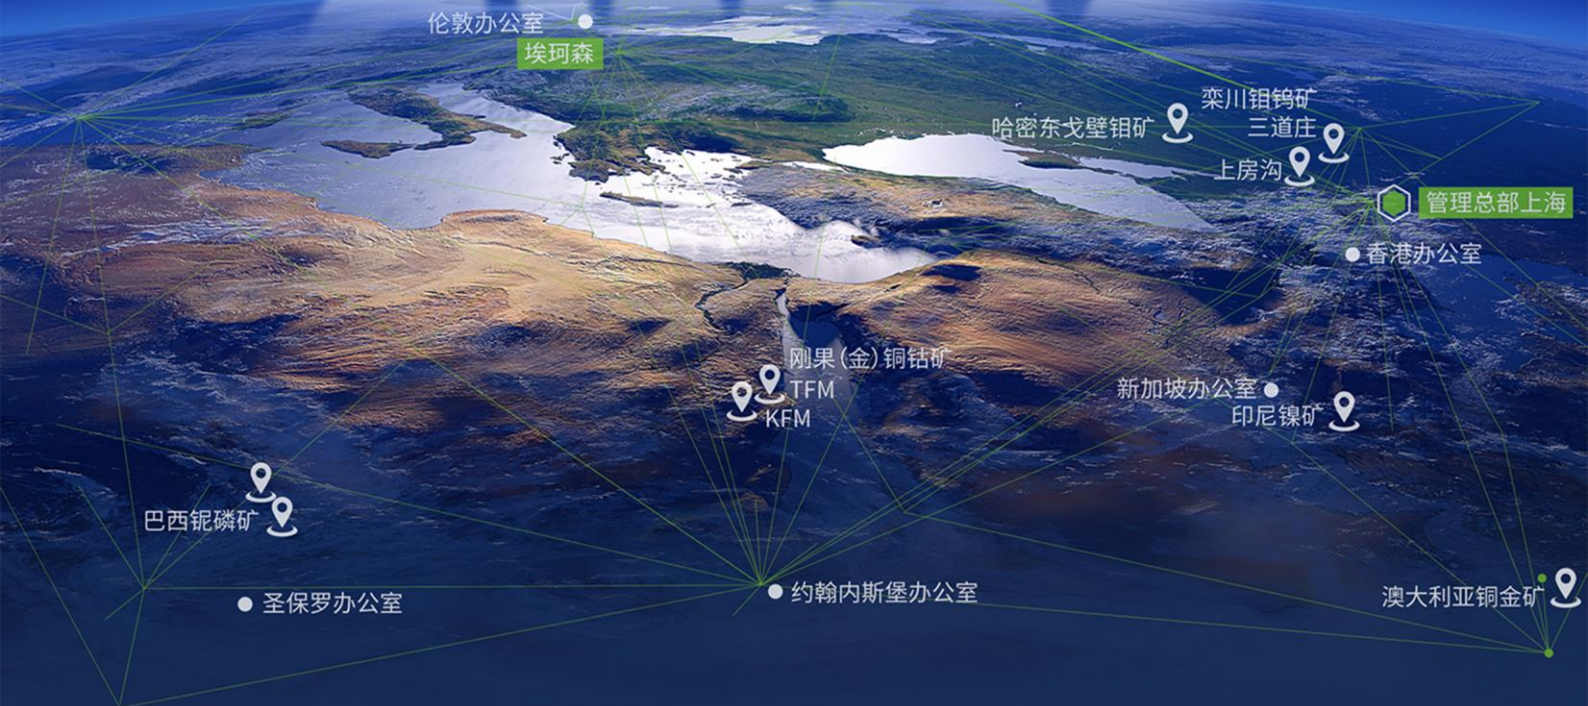 伦敦办公室
埃珂森
栾川钼钨矿
三道庄
哈密东戈壁钼矿
上房沟
管理总部上海
香港办公室
刚果(金)铜钴矿
TFM
KFM
新加坡办公室
印尼镍矿
巴西铌磷矿
圣保罗办公室
约翰内斯堡办公室
澳大利亚铜金矿